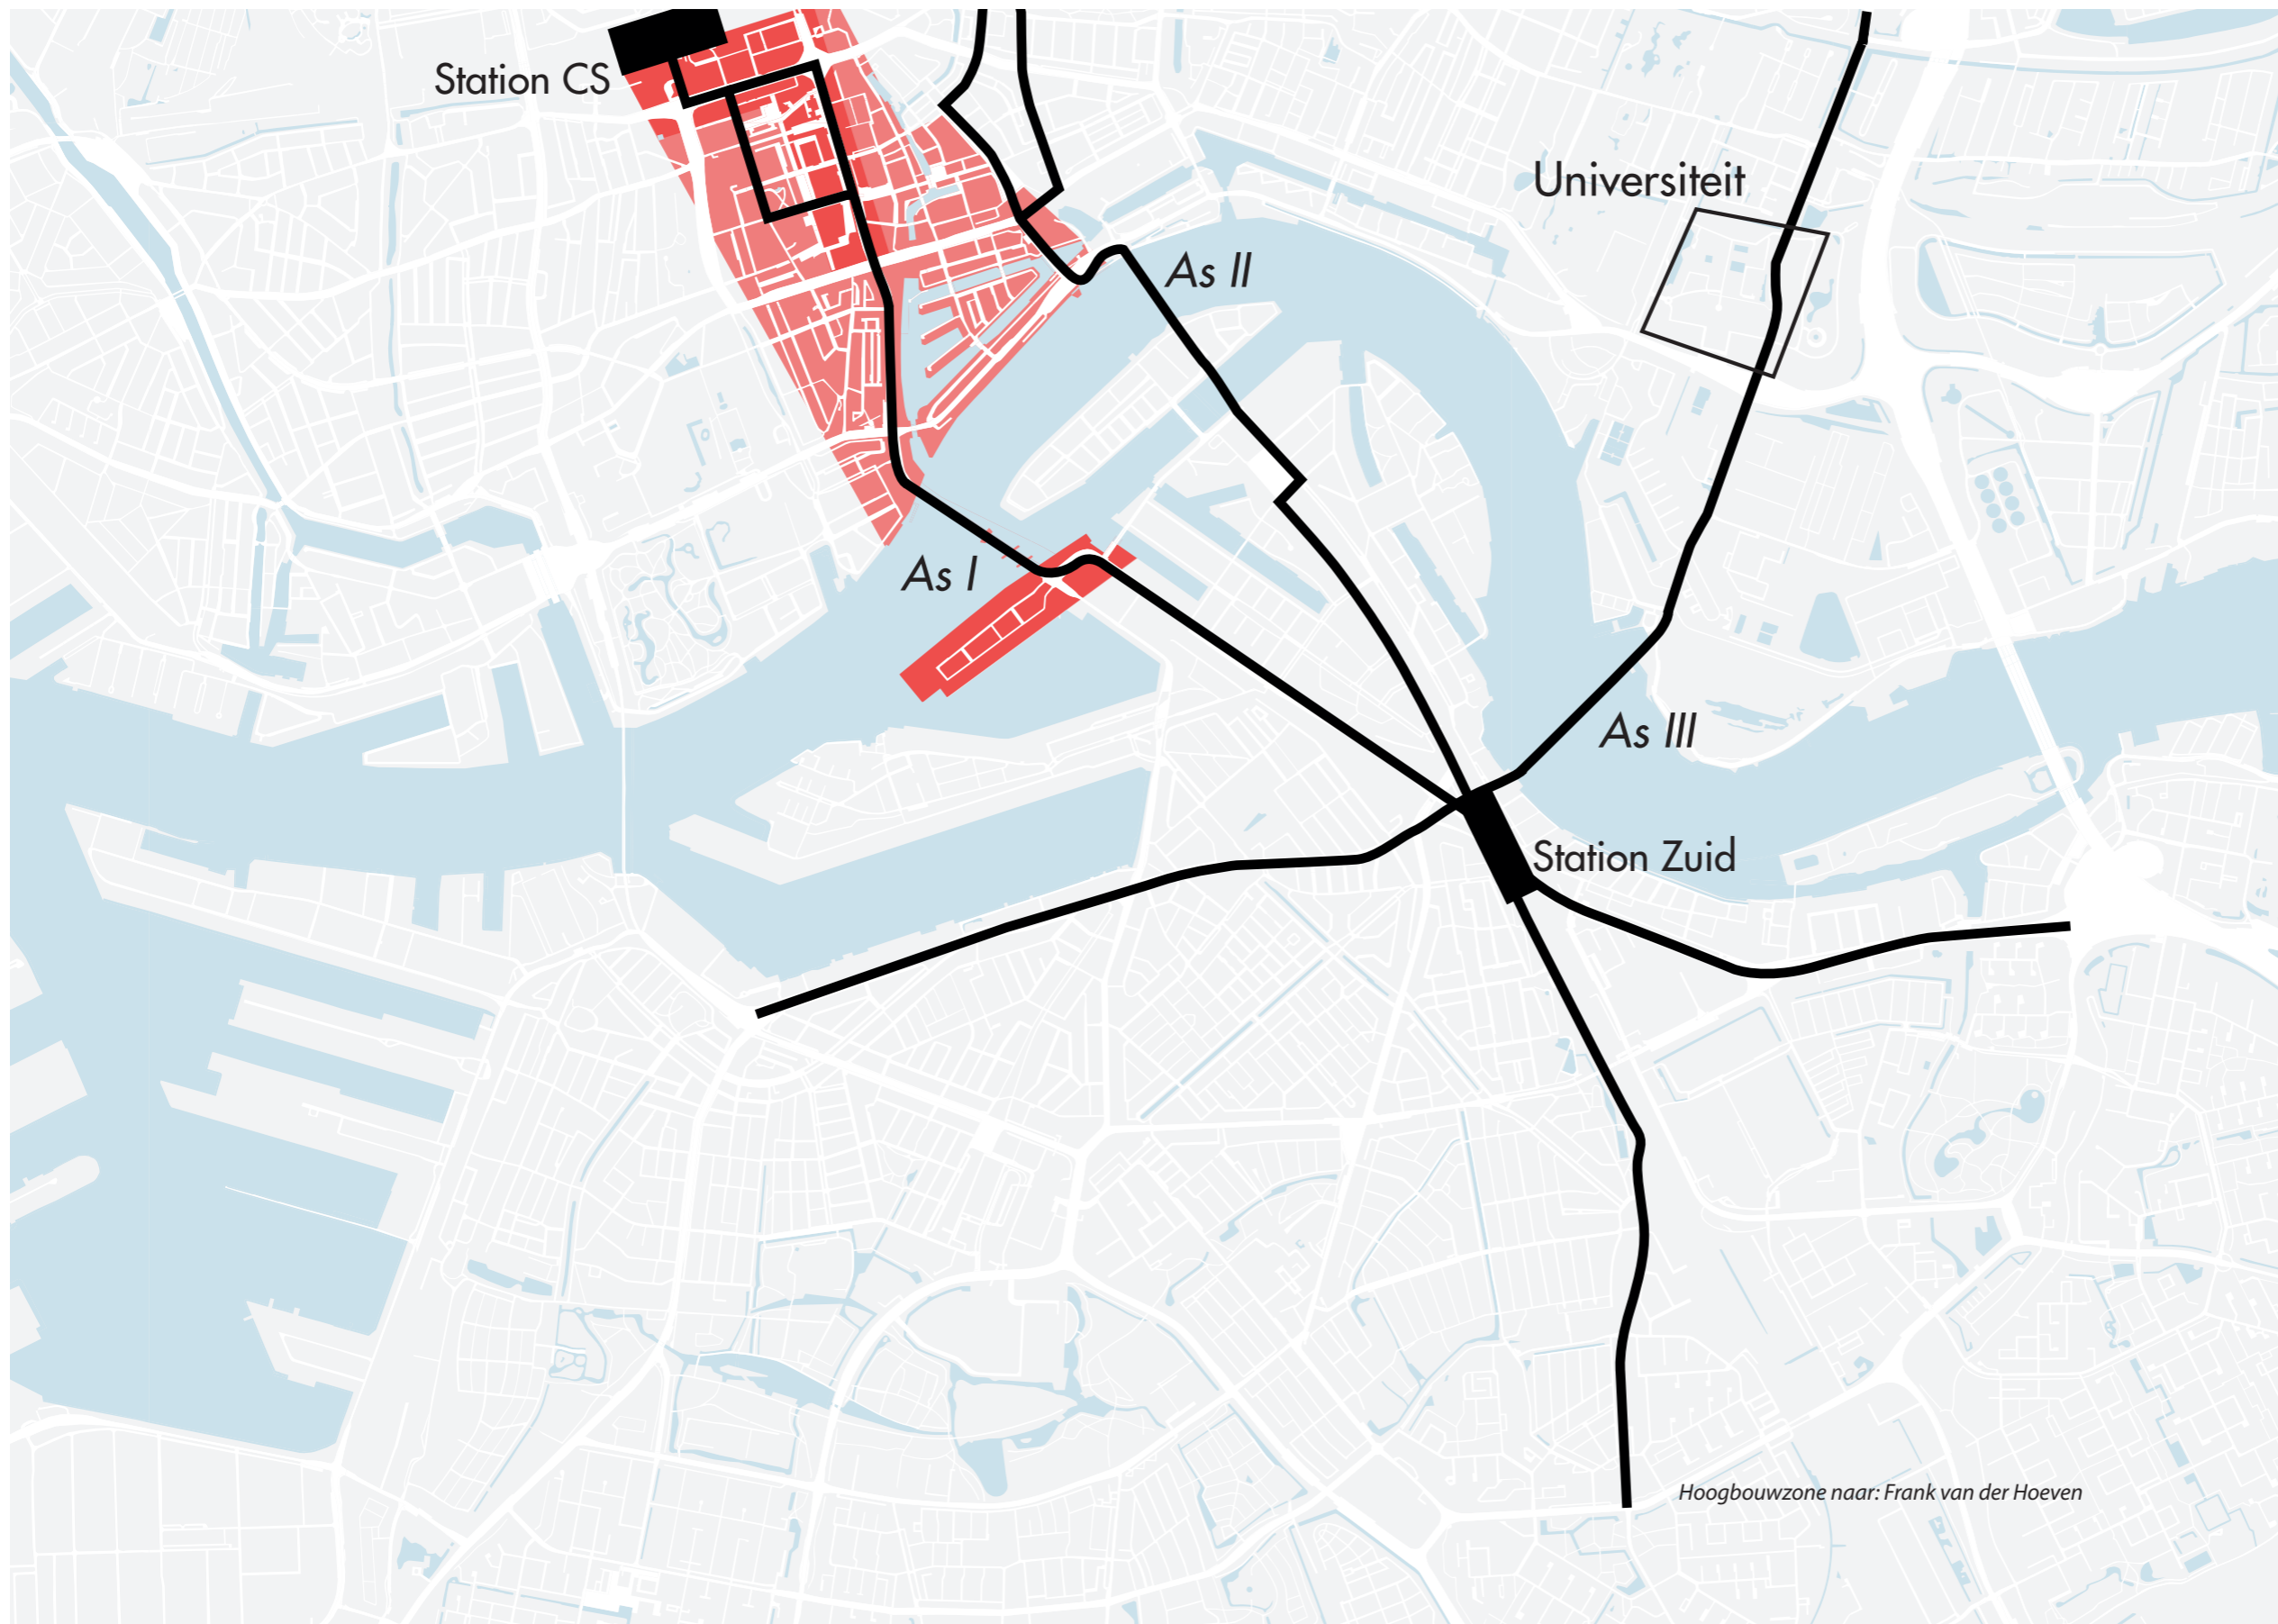 Station CS
Universiteit
As II
As I
As III
Station Zuid
Hoogbouwzone naar: Frank van der Hoeven